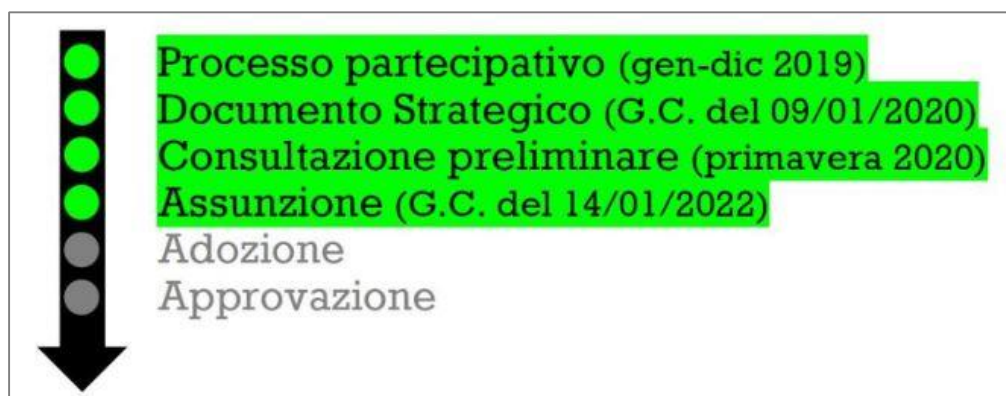 Processo partecipativo (gen-dic 2019)
Documento Strategico (G.C. del 09/01/2020)
Consultazione preliminare (primavera 2020)
Assunzione (G.C. del 14/01/2022)
Adozione
Approvazione